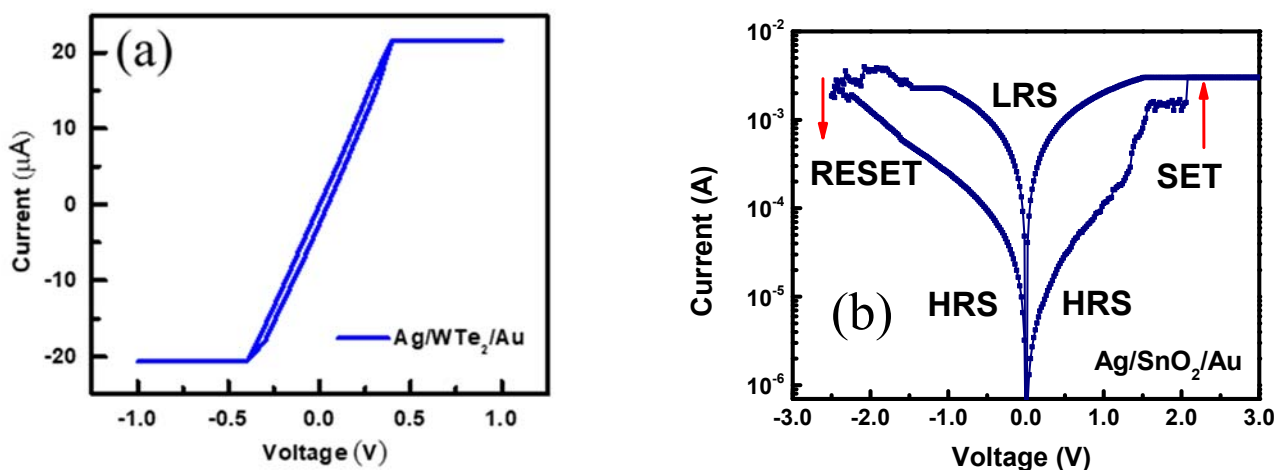 (a)
Current (μA)
20
10
0
-10
-20
Ag/WTe₂/Au
-1.0 -0.5 0.0 0.5 1.0
Voltage (V)
Current (A)
10⁻²
10⁻³
10⁻⁴
10⁻⁵
10⁻⁶
LRS
RESET
SET
HRS
HRS
(b)
Ag/SnO₂/Au
-3.0 -2.0 -1.0 0.0 1.0 2.0 3.0
Voltage (V)